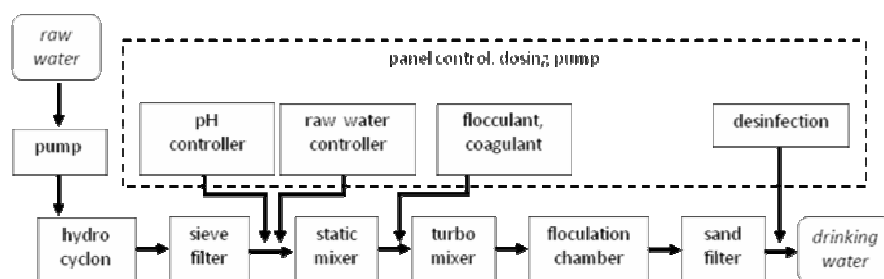 raw
water
panel control, dosing pump
pH
controller
raw water
controller
flocculant,
coagulant
desinfection
pump
hydro
cyclon
sieve
filter
static
mixer
turbo
mixer
floculation
chamber
sand
filter
drinking
water